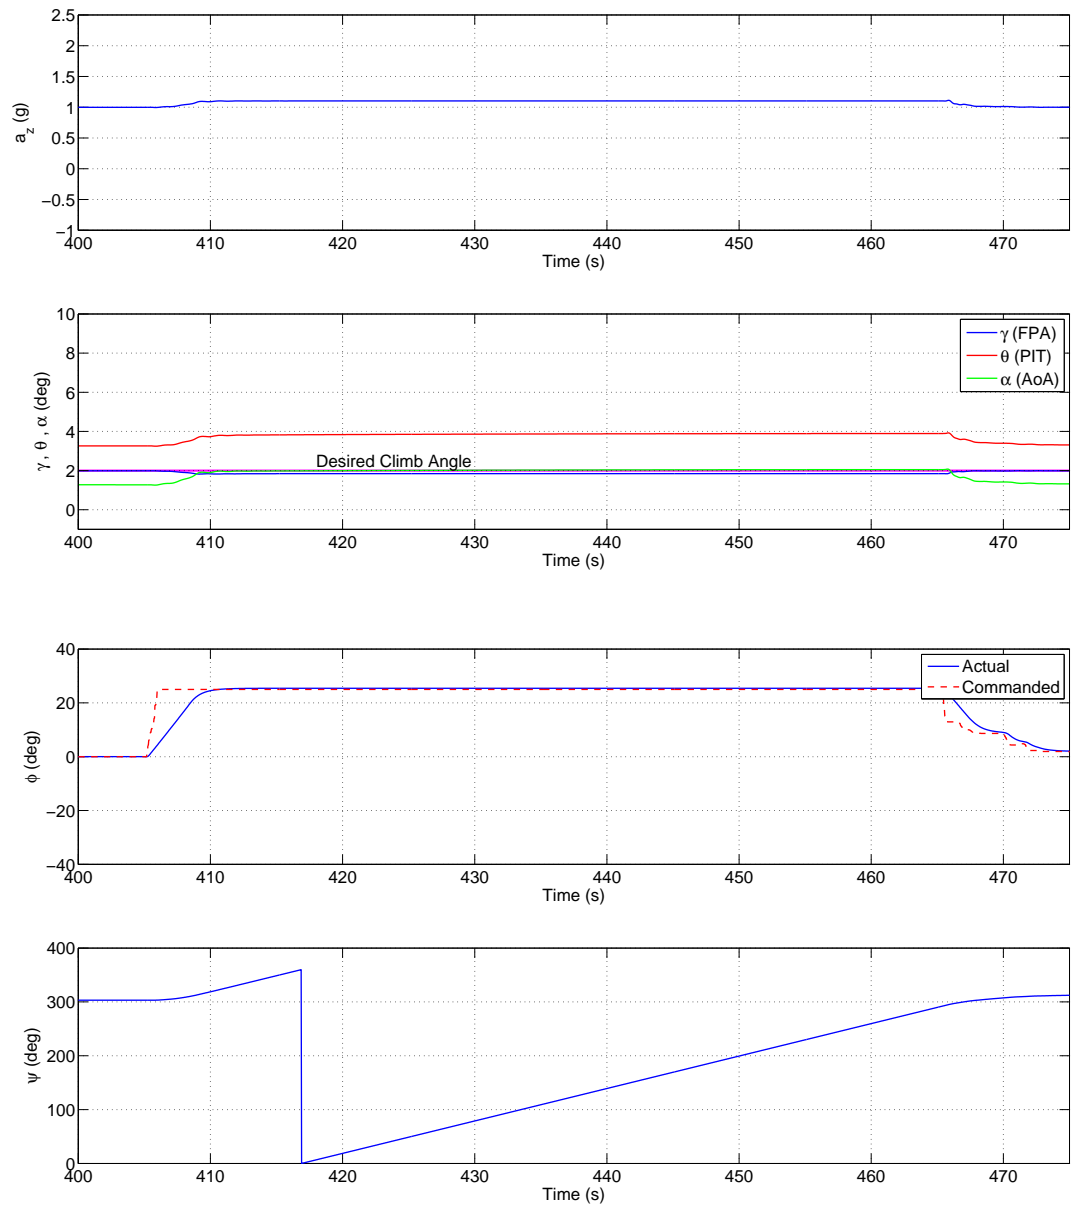 2.5
2
1.5
1
0.5
0
−0.5
−1
a_z (g)
400 410 420 430 440 450 460 470
Time (s)
10
8
6
4
2
0
γ , θ , α (deg)
γ (FPA)
θ (PIT)
α (AoA)
Desired Climb Angle
400 410 420 430 440 450 460 470
Time (s)
40
20
0
−20
−40
ϕ (deg)
Actual
Commanded
400 410 420 430 440 450 460 470
Time (s)
400
300
200
100
0
ψ (deg)
400 410 420 430 440 450 460 470
Time (s)